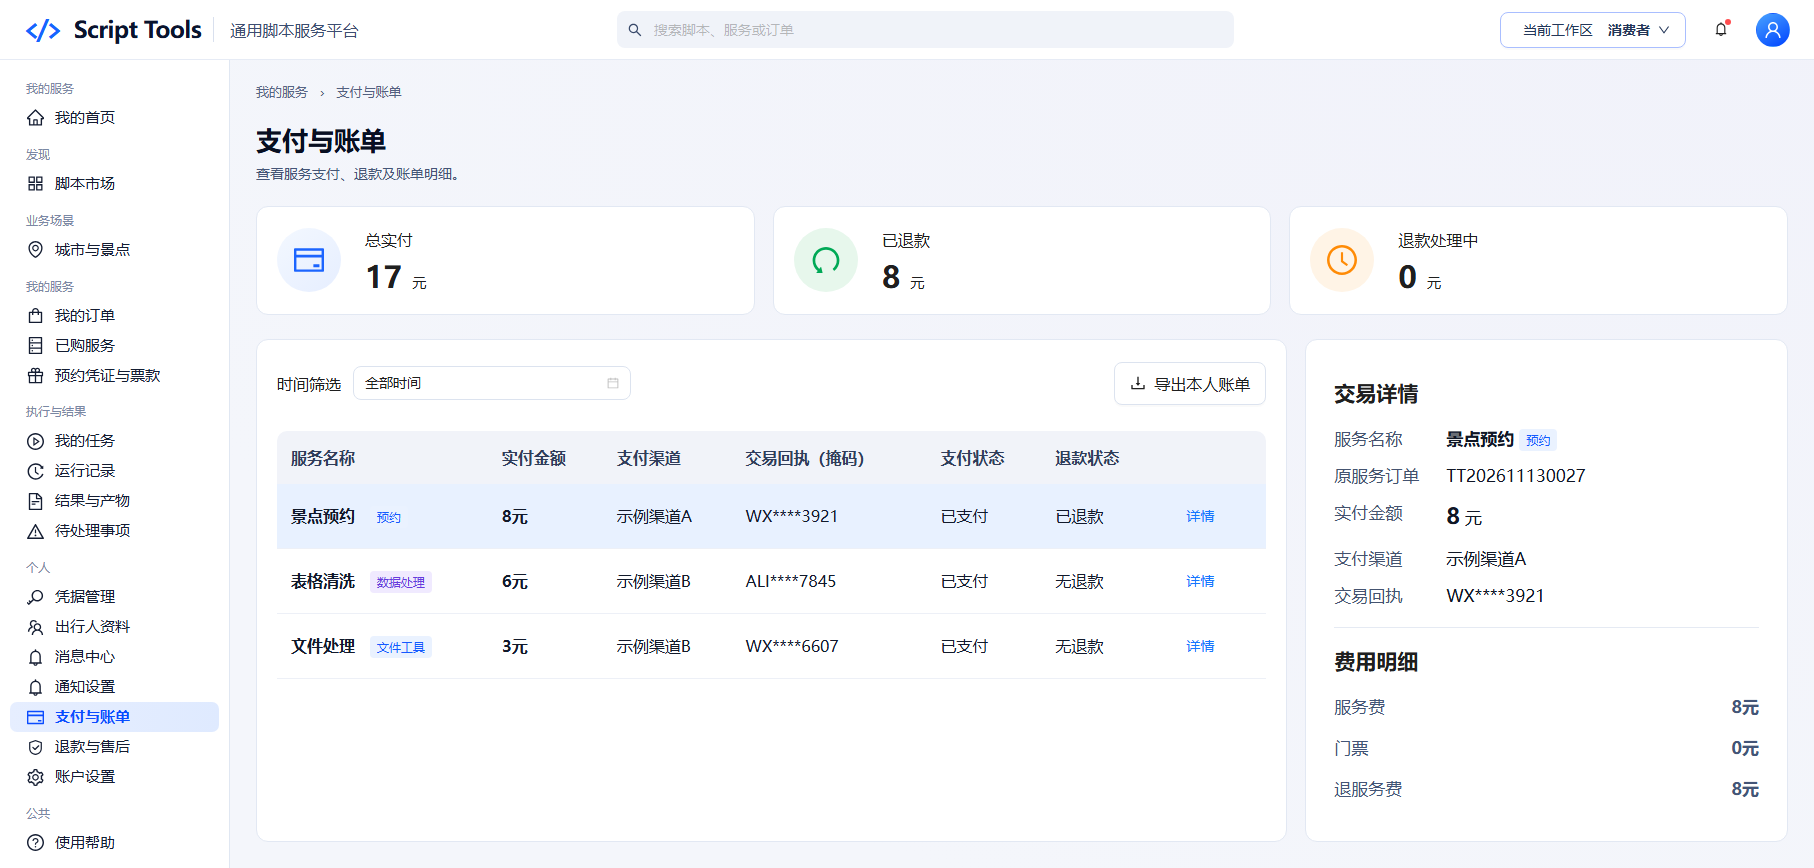 </> Script Tools 通用脚本服务平台
搜索脚本、服务或订单
当前工作区 消费者
我的服务
我的首页
发现
脚本市场
业务场景
城市与景点
我的服务
我的订单
已购服务
预约凭证与票款
执行与结果
我的任务
运行记录
结果与产物
待处理事项
个人
凭据管理
出行人资料
消息中心
通知设置
支付与账单
退款与售后
账户设置
公共
使用帮助
我的服务 › 支付与账单
支付与账单
查看服务支付、退款及账单明细。
总实付
17 元
已退款
8 元
退款处理中
0 元
时间筛选 全部时间
导出本人账单
服务名称 实付金额 支付渠道 交易回执（掩码） 支付状态 退款状态
景点预约 预约 8元 示例渠道A WX****3921 已支付 已退款 详情
表格清洗 数据处理 6元 示例渠道B ALI****7845 已支付 无退款 详情
文件处理 文件工具 3元 示例渠道B WX****6607 已支付 无退款 详情
交易详情
服务名称 景点预约 预约
原服务订单 TT202611130027
实付金额 8 元
支付渠道 示例渠道A
交易回执 WX****3921
费用明细
服务费 8元
门票 0元
退服务费 8元